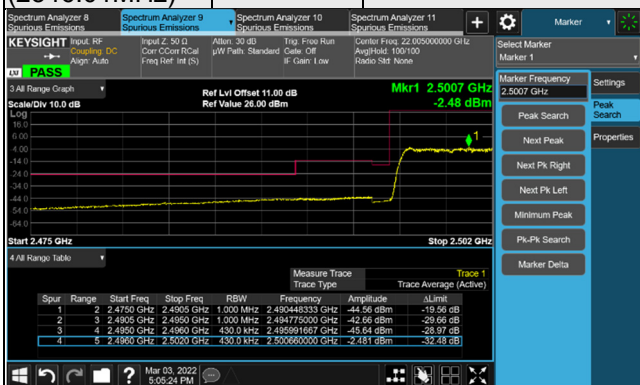 (2546.01MHz)
Spectrum Analyzer 8 Spectrum Analyzer 9 Spectrum Analyzer 10 Spectrum Analyzer 11 Marker
Spurious Emissions Spurious Emissions Spurious Emissions Spurious Emissions
KEYSIGHT Input: RF Input Z: 50 Ω Atten: 30 dB Trig: Free Run Center Freq: 22.005000000 GHz
Coupling: DC Corr CCorr RCal µW Path: Standard Gate: Off Avg|Hold: 100/100
Align: Auto Freq Ref: Int (S) IF Gain: Low Radio Std: None
LXI PASS
Select Marker
Marker 1
3 All Range Graph
Scale/Div 10.0 dB
Ref Lvl Offset 11.00 dB
Ref Value 26.00 dBm
Mkr1 2.5007 GHz
-2.48 dBm
Log
16.0
6.00
4.00
-14.0
-24.0
-34.0
-44.0
-54.0
-64.0
1
Start 2.475 GHz Stop 2.502 GHz
Marker Frequency
2.5007 GHz
Peak Search
Next Peak
Next Pk Right
Next Pk Left
Minimum Peak
Pk-Pk Search
Marker Delta
Settings
Peak
Search
Properties
4 All Range Table
Measure Trace Trace 1
Trace Type Trace Average (Active)
Spur Range Start Freq Stop Freq RBW Frequency Amplitude ΔLimit
1 2 2.4750 GHz 2.4905 GHz 1.000 MHz 2.490448333 GHz -44.56 dBm -19.56 dB
2 3 2.4905 GHz 2.4950 GHz 1.000 MHz 2.494775000 GHz -42.66 dBm -29.66 dB
3 4 2.4950 GHz 2.4960 GHz 430.0 kHz 2.495991667 GHz -45.64 dBm -28.97 dB
4 5 2.4960 GHz 2.5020 GHz 430.0 kHz 2.500660000 GHz -2.481 dBm -32.48 dB
Mar 03, 2022
5:05:24 PM